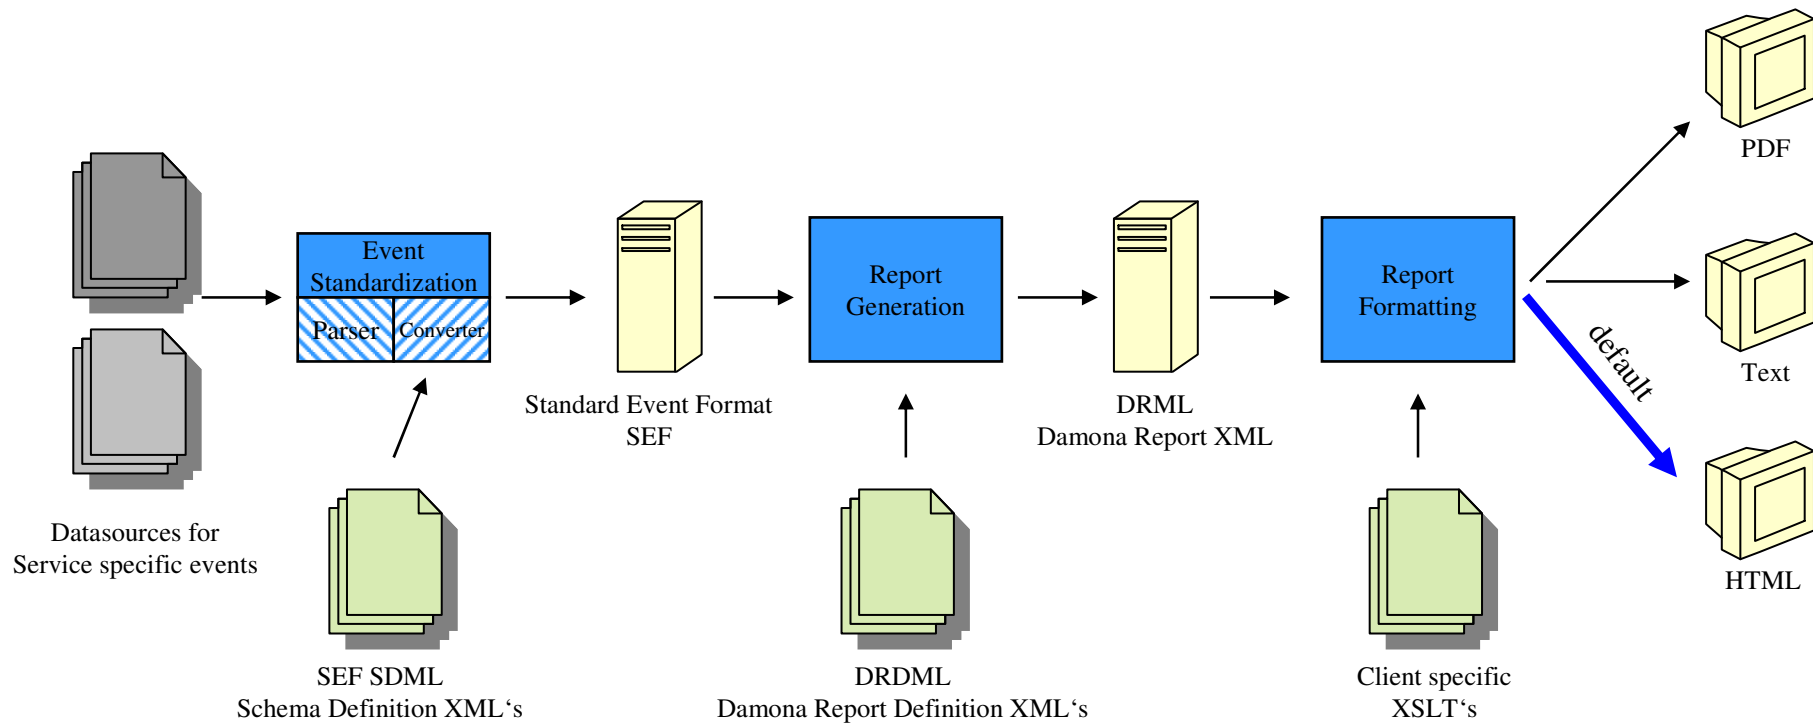 PDF
Event
Standardization
Parser
Converter
Report
Generation
Report
Formatting
default
Text
Standard Event Format
SEF
DRML
Damona Report XML
Datasources for
Service specific events
HTML
SEF SDML
Schema Definition XML‘s
DRDML
Damona Report Definition XML‘s
Client specific
XSLT‘s